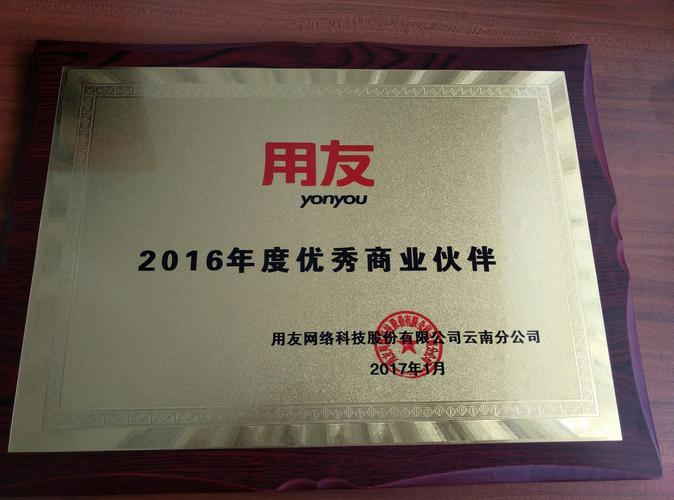 用友
yonyou
2016年度优秀商业伙伴
用友网络科技股份有限公司云南分公司
2017年1月